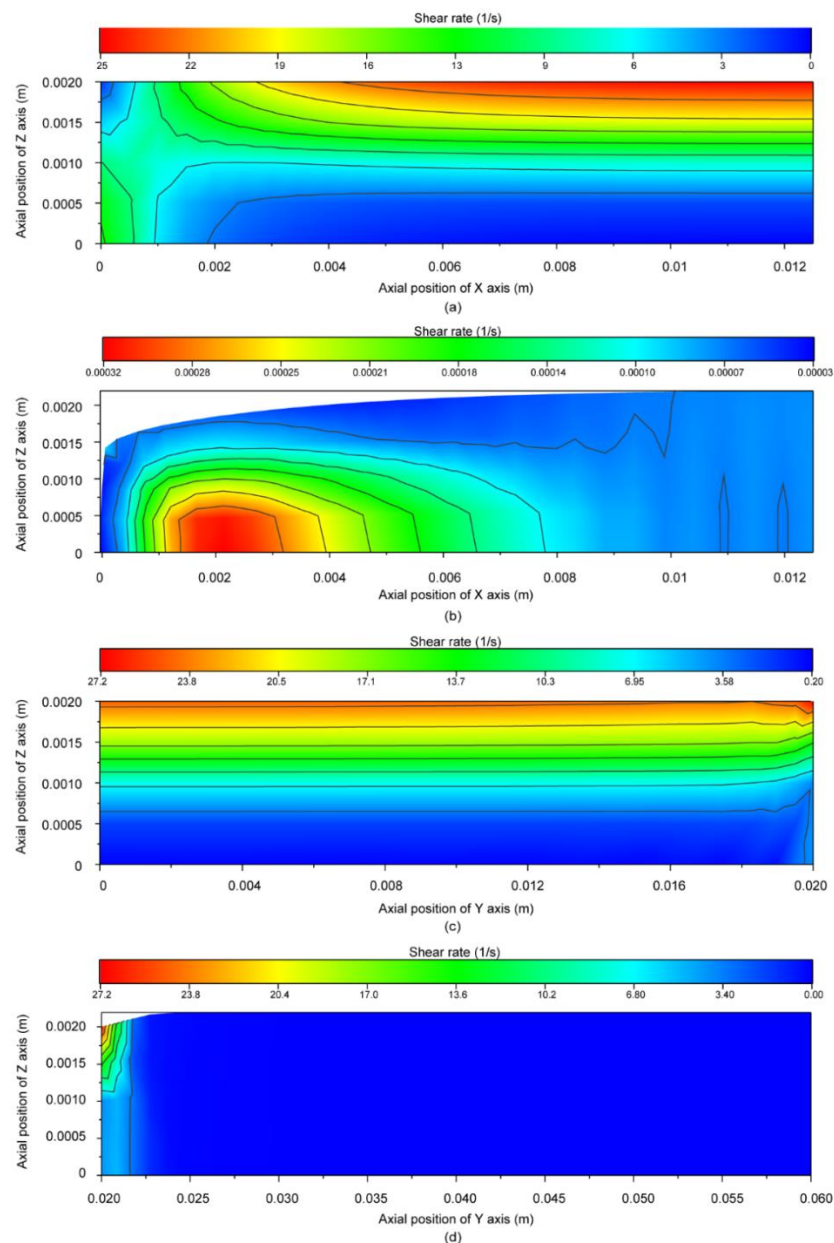 Shear rate (1/s)
25 22 19 16 13 9 6 3 0
Axial position of Z axis (m)
0.0020
0.0015
0.0010
0.0005
0
0 0.002 0.004 0.006 0.008 0.01 0.012
Axial position of X axis (m)
(a)
Shear rate (1/s)
0.00032 0.00028 0.00025 0.00021 0.00018 0.00014 0.00010 0.00007 0.00003
Axial position of Z axis (m)
0.0020
0.0015
0.0010
0.0005
0
0 0.002 0.004 0.006 0.008 0.01 0.012
Axial position of X axis (m)
(b)
Shear rate (1/s)
27.2 23.8 20.5 17.1 13.7 10.3 6.95 3.58 0.20
Axial position of Z axis (m)
0.0020
0.0015
0.0010
0.0005
0
0 0.004 0.008 0.012 0.016 0.020
Axial position of Y axis (m)
(c)
Shear rate (1/s)
27.2 23.8 20.4 17.0 13.6 10.2 6.80 3.40 0.00
Axial position of Z axis (m)
0.0020
0.0015
0.0010
0.0005
0
0.020 0.025 0.030 0.035 0.040 0.045 0.050 0.055 0.060
Axial position of Y axis (m)
(d)